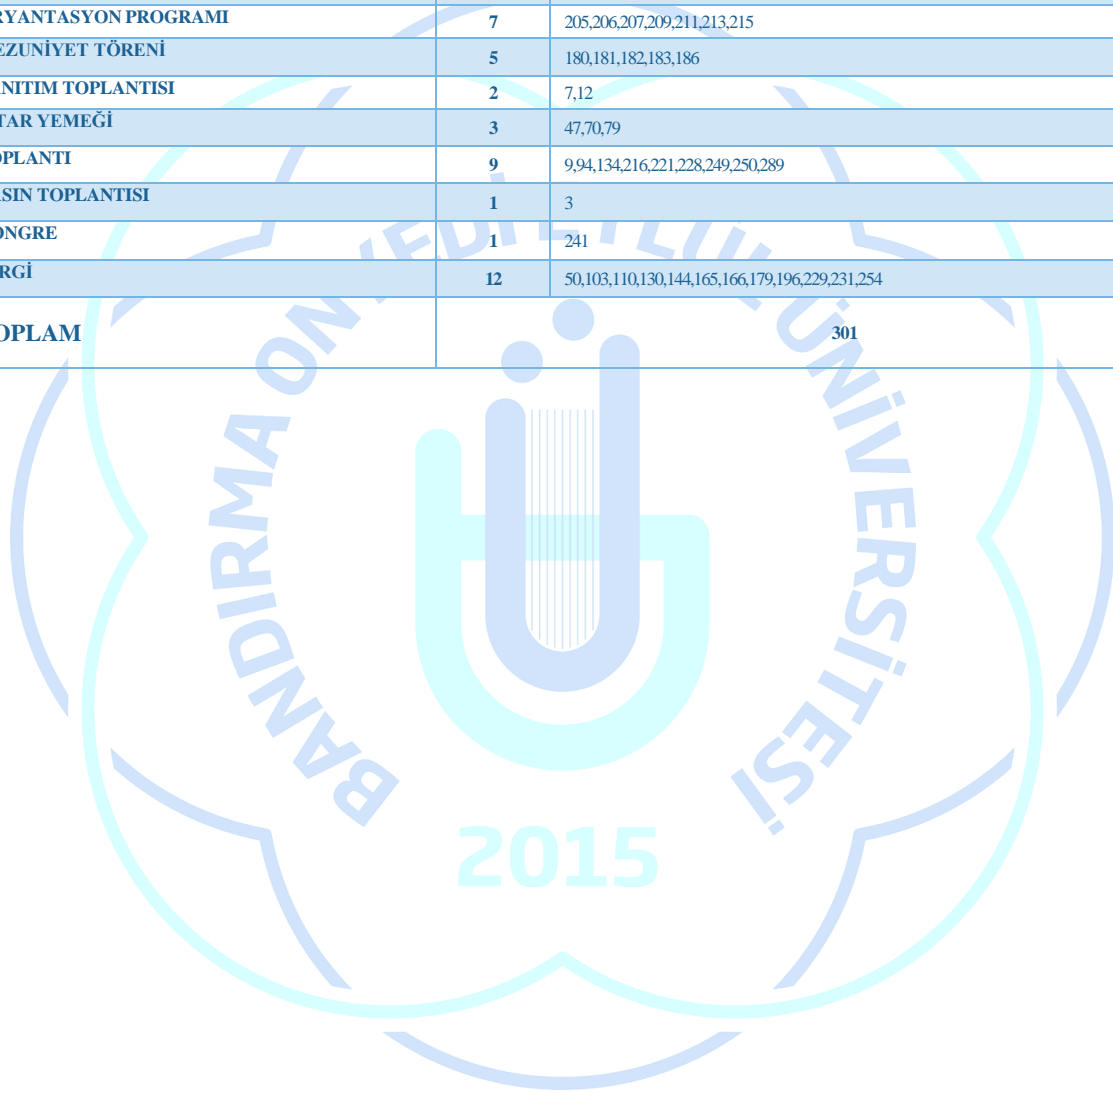 RYANTASYON PROGRAMI 7 205,206,207,209,211,213,215
EZUNİYET TÖRENİ 5 180,181,182,183,186
ANITIM TOPLANTISI 2 7,12
TAR YEMEĞİ 3 47,70,79
OPLANTI 9 9,94,134,216,221,228,249,250,289
ASIN TOPLANTISI 1 3
ONGRE 1 241
ERGİ 12 50,103,110,130,144,165,166,179,196,229,231,254
OPLAM 301
BANDIRMA ONYEDİ EYLÜL ÜNİVERSİTESİ
2015